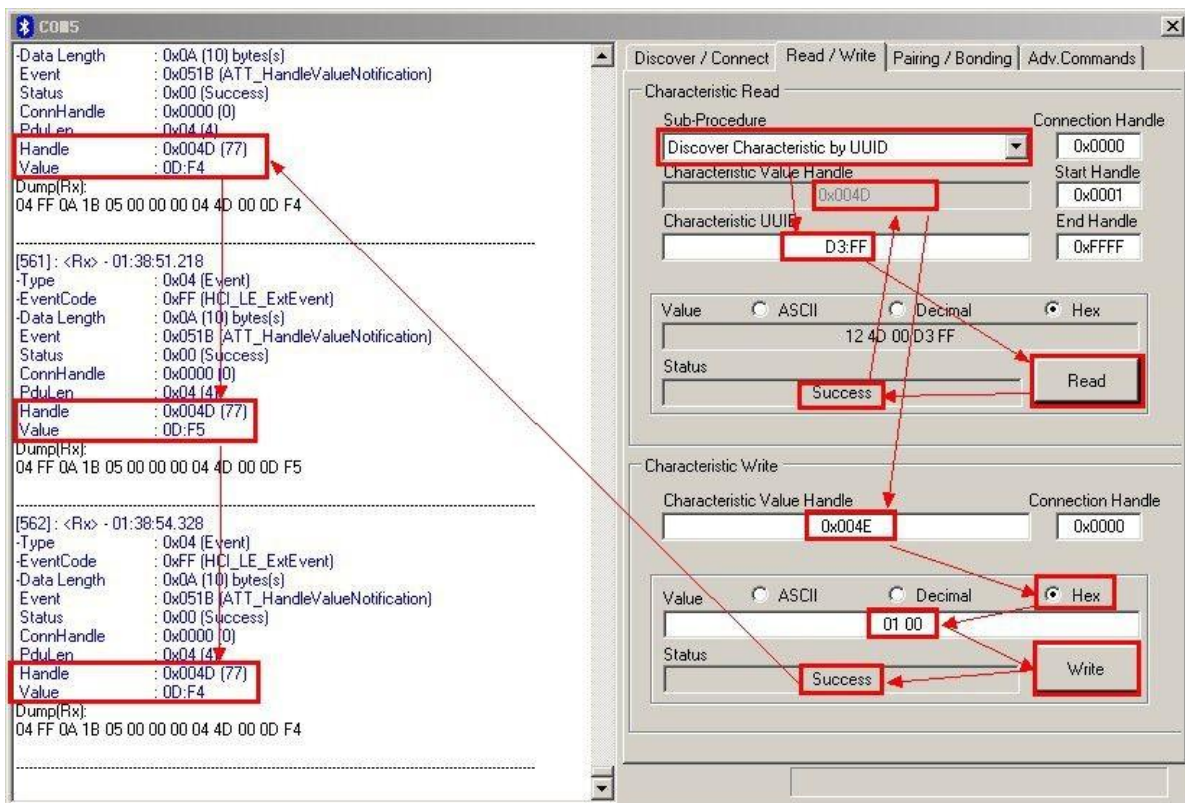 COM5
-Data Length : 0x0A (10) bytes(s)
Event : 0x051B (ATT_HandleValueNotification)
Status : 0x00 (Success)
ConnHandle : 0x0000 (0)
PduLen : 0x04 (4)
Handle : 0x004D (77)
Value : 0D:F4
Dump(Rx):
04 FF 0A 1B 05 00 00 00 04 4D 00 0D F4
[561] : <Rx> - 01:38:51.218
-Type : 0x04 (Event)
-EventCode : 0xFF (HCI_LE_ExtEvent)
-Data Length : 0x0A (10) bytes(s)
Event : 0x051B (ATT_HandleValueNotification)
Status : 0x00 (Success)
ConnHandle : 0x0000 (0)
PduLen : 0x04 (4)
Handle : 0x004D (77)
Value : 0D:F5
Dump(Rx):
04 FF 0A 1B 05 00 00 00 04 4D 00 0D F5
[562] : <Rx> - 01:38:54.328
-Type : 0x04 (Event)
-EventCode : 0xFF (HCI_LE_ExtEvent)
-Data Length : 0x0A (10) bytes(s)
Event : 0x051B (ATT_HandleValueNotification)
Status : 0x00 (Success)
ConnHandle : 0x0000 (0)
PduLen : 0x04 (4)
Handle : 0x004D (77)
Value : 0D:F4
Dump(Rx):
04 FF 0A 1B 05 00 00 00 04 4D 00 0D F4
Discover / Connect Read / Write Pairing / Bonding Adv.Commands
Characteristic Read
Sub-Procedure Connection Handle
Discover Characteristic by UUID 0x0000
Characteristic Value Handle Start Handle
0x004D 0x0001
Characteristic UUID End Handle
D3:FF 0xFFFF
Value ASCII Decimal Hex
12 4D 00 D3 FF
Status
Success Read
Characteristic Write
Characteristic Value Handle Connection Handle
0x004E 0x0000
Value ASCII Decimal Hex
01 00
Status
Success Write